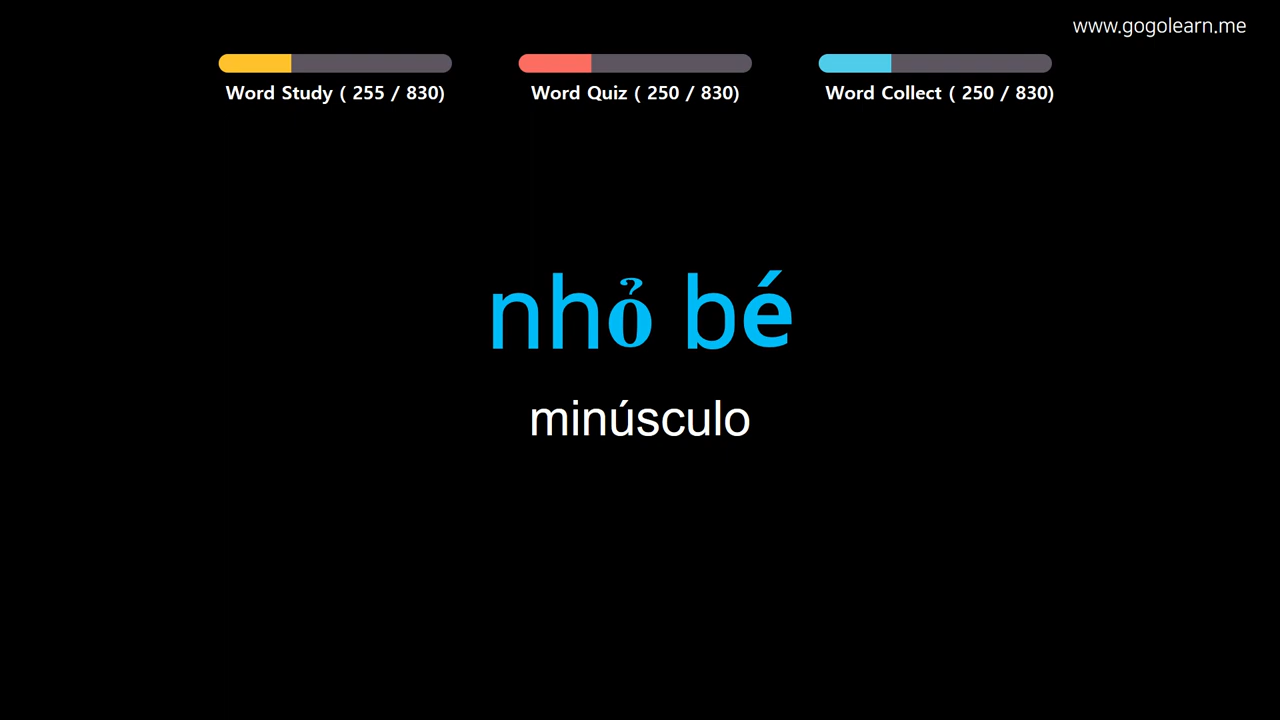 www.gogolearn.me
Word Study ( 255 / 830)
Word Quiz ( 250 / 830)
Word Collect ( 250 / 830)
nhỏ bé
minúsculo